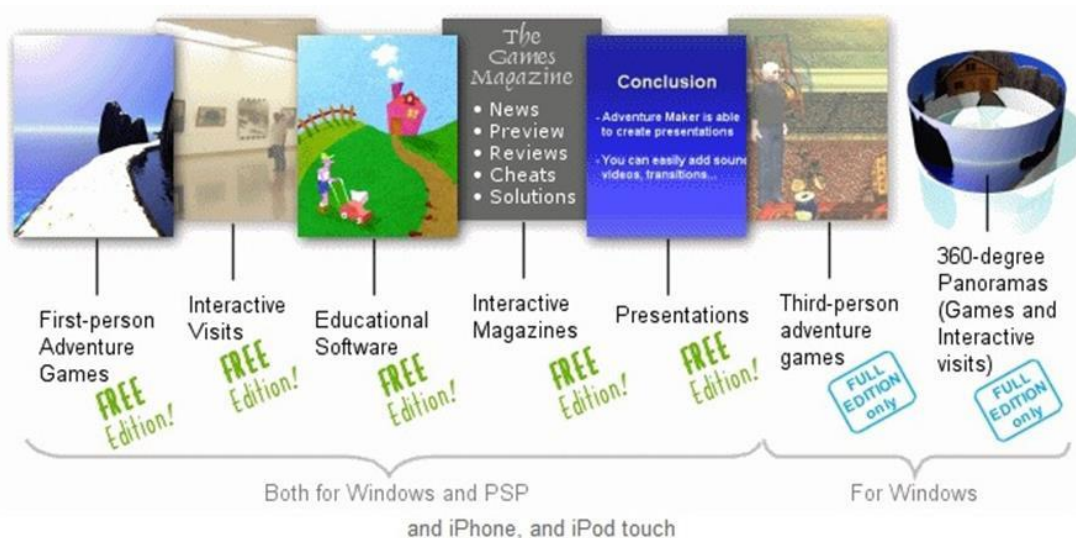 The
Games
Magazine
• News
• Preview
• Reviews
• Cheats
• Solutions
Conclusion
- Adventure Maker is able
to create presentations
- You can easily add sound
videos, transitions...
First-person
Adventure
Games
FREE
Edition!
Interactive
Visits
FREE
Edition!
Educational
Software
FREE
Edition!
Interactive
Magazines
FREE
Edition!
Presentations
FREE
Edition!
Third-person
adventure
games
FULL
EDITION
only
360-degree
Panoramas
(Games and
Interactive
visits)
FULL
EDITION
only
Both for Windows and PSP
and iPhone, and iPod touch
For Windows